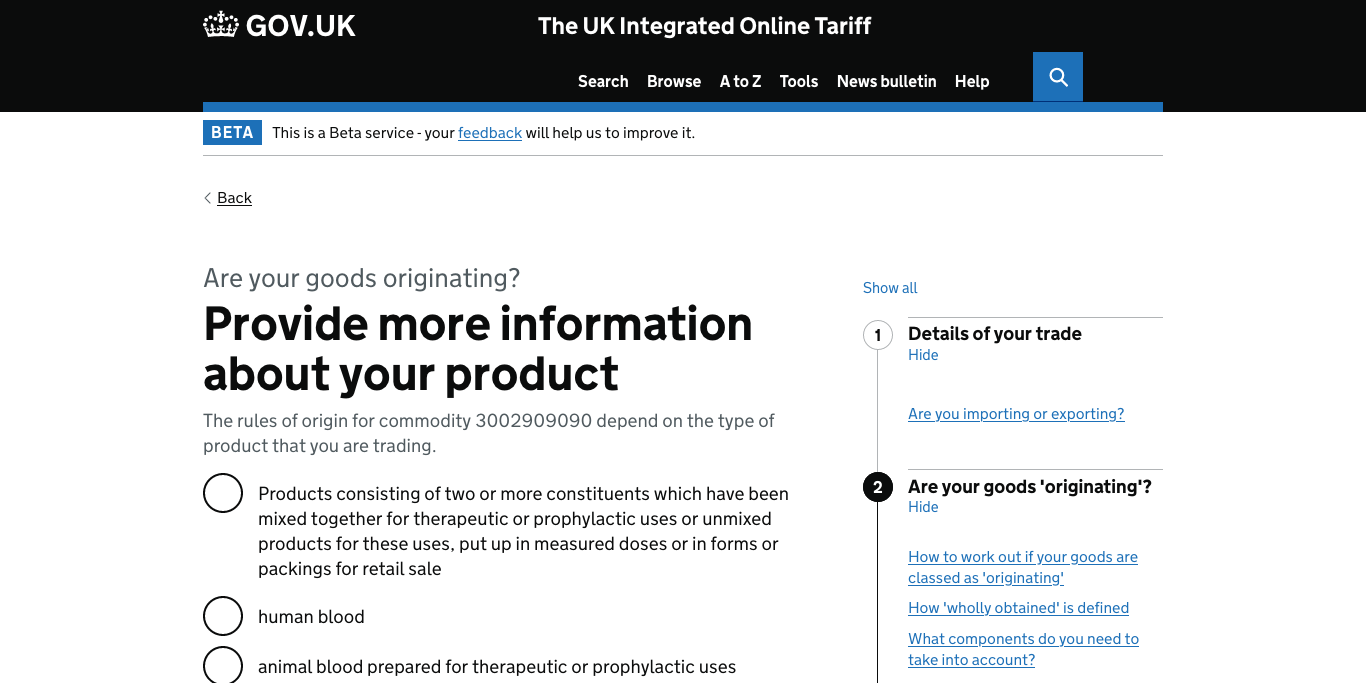 GOV.UK
The UK Integrated Online Tariff
Search Browse A to Z Tools News bulletin Help
BETA This is a Beta service - your feedback will help us to improve it.
Back
Are your goods originating?
Provide more information
about your product
The rules of origin for commodity 3002909090 depend on the type of
product that you are trading.
Products consisting of two or more constituents which have been
mixed together for therapeutic or prophylactic uses or unmixed
products for these uses, put up in measured doses or in forms or
packings for retail sale
human blood
animal blood prepared for therapeutic or prophylactic uses
Show all
1 Details of your trade
Hide
Are you importing or exporting?
2 Are your goods 'originating'?
Hide
How to work out if your goods are
classed as 'originating'
How 'wholly obtained' is defined
What components do you need to
take into account?